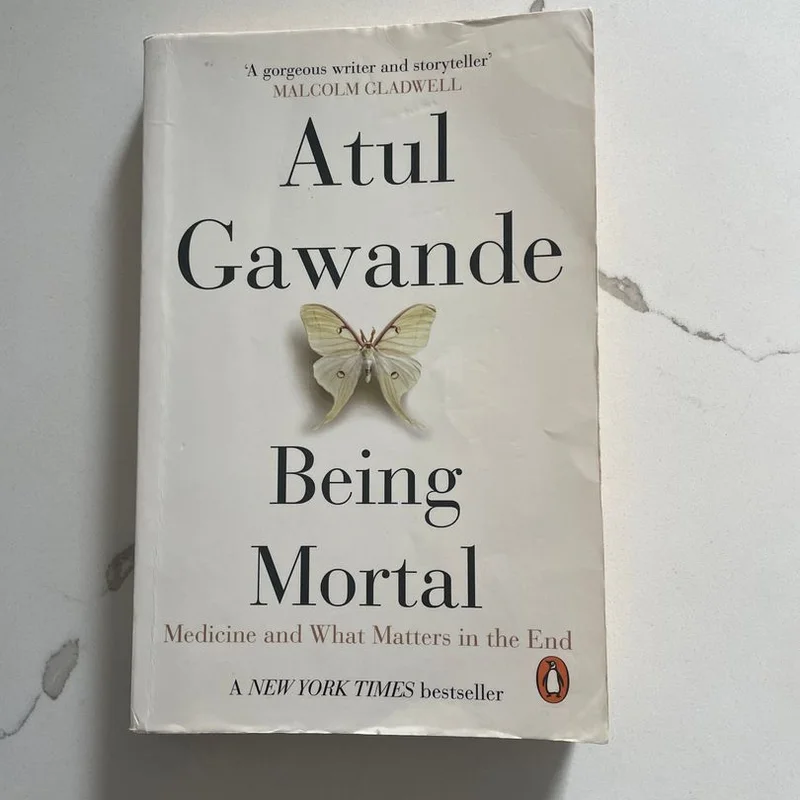 ‘A gorgeous writer and storyteller’
MALCOLM GLADWELL
Atul
Gawande
Being
Mortal
Medicine and What Matters in the End
A NEW YORK TIMES bestseller